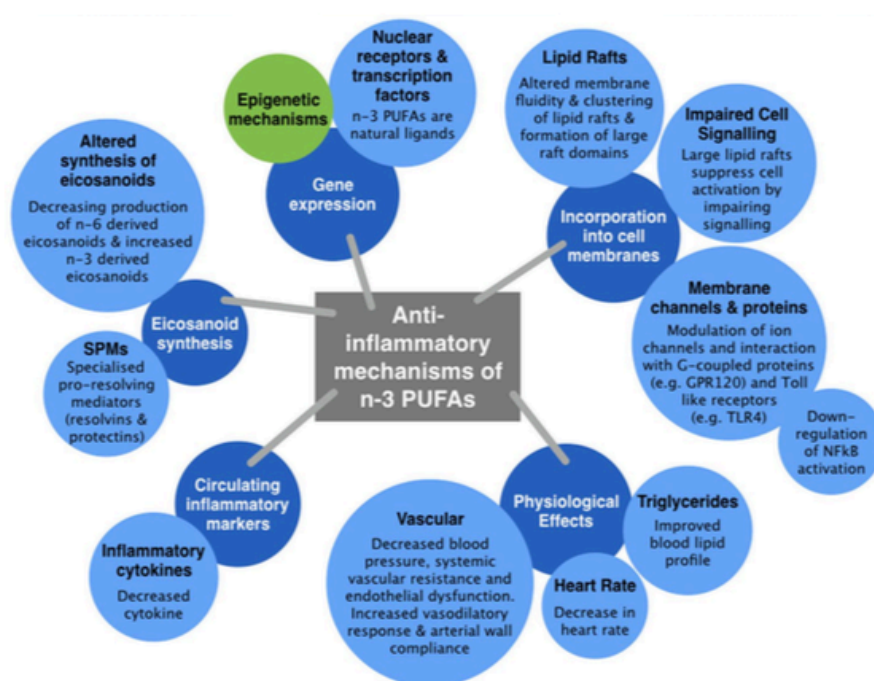 Nuclear
receptors &
transcription
factors
n-3 PUFAs are
natural ligands
Epigenetic
mechanisms
Gene
expression
Lipid Rafts
Altered membrane
fluidity & clustering
of lipid rafts &
formation of large
raft domains
Impaired Cell
Signalling
Large lipid rafts
suppress cell
activation by
impairing
signalling
Incorporation
into cell
membranes
Membrane
channels & proteins
Modulation of ion
channels and interaction
with G-coupled proteins
(e.g. GPR120) and Toll
like receptors
(e.g. TLR4)
Down-
regulation
of NFkB
activation
Altered
synthesis of
eicosanoids
Decreasing production
of n-6 derived
eicosanoids & increased
n-3 derived
eicosanoids
Eicosanoid
synthesis
SPMs
Specialised
pro-resolving
mediators
(resolvins &
protectins)
Anti-
inflammatory
mechanisms of
n-3 PUFAs
Circulating
inflammatory
markers
Inflammatory
cytokines
Decreased
cytokine
Physiological
Effects
Vascular
Decreased blood
pressure, systemic
vascular resistance and
endothelial dysfunction.
Increased vasodilatory
response & arterial wall
compliance
Heart Rate
Decrease in
heart rate
Triglycerides
Improved
blood lipid
profile